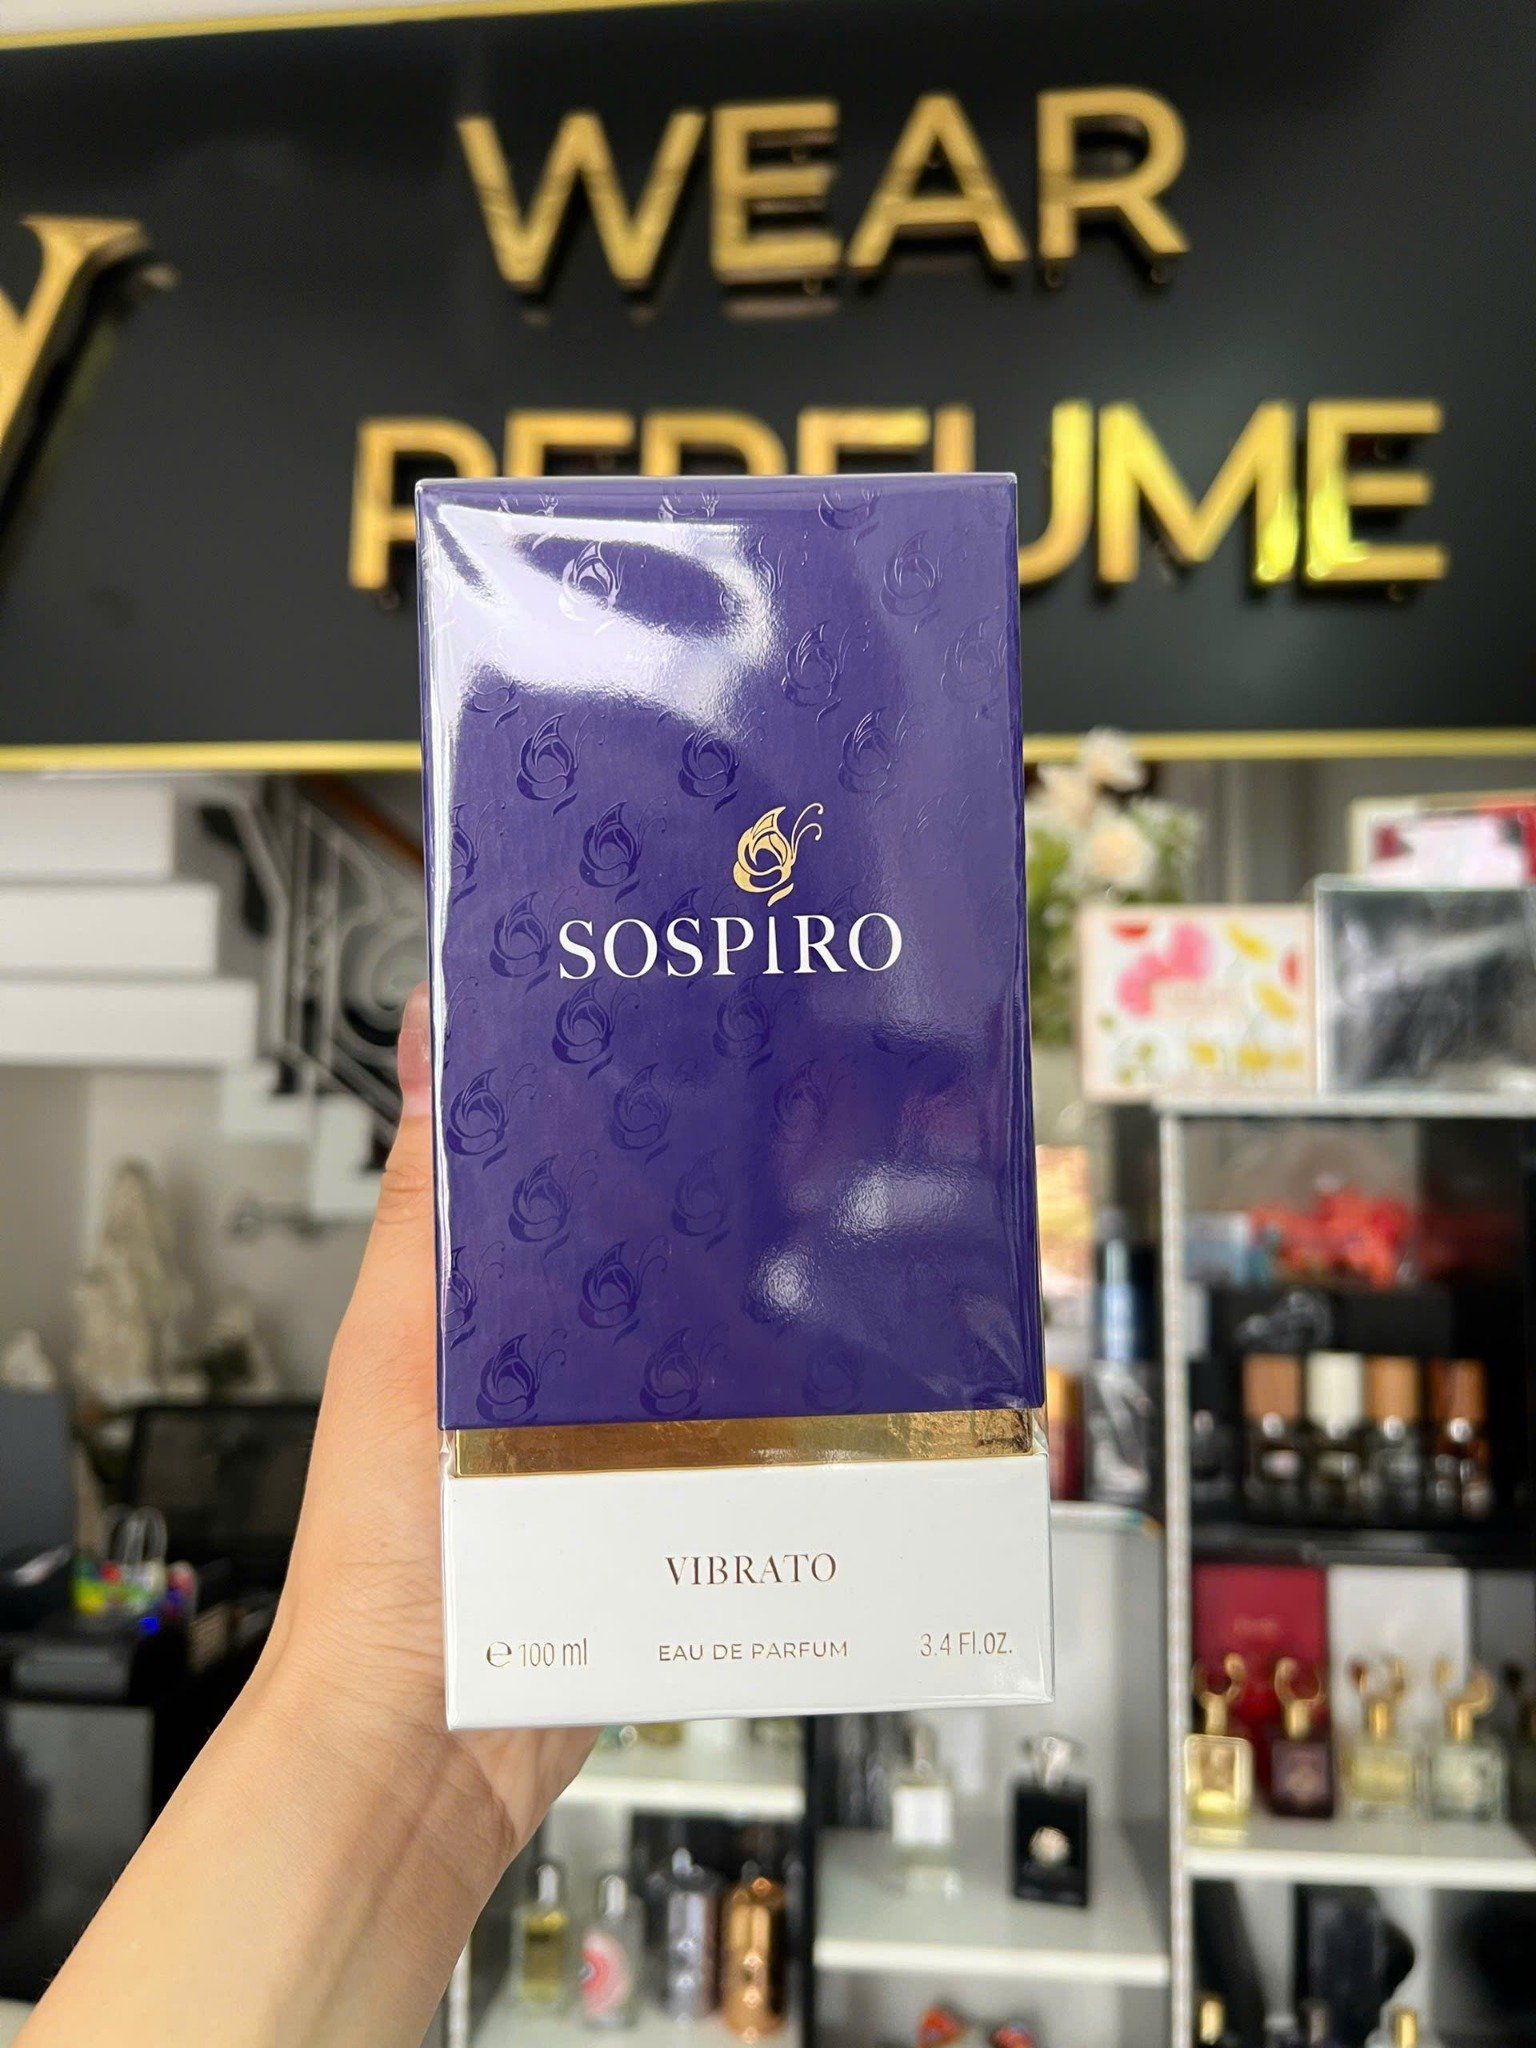 WEAR
PERFUME
SOSPIRO
VIBRATO
℮ 100 ml EAU DE PARFUM 3.4 Fl.oz.